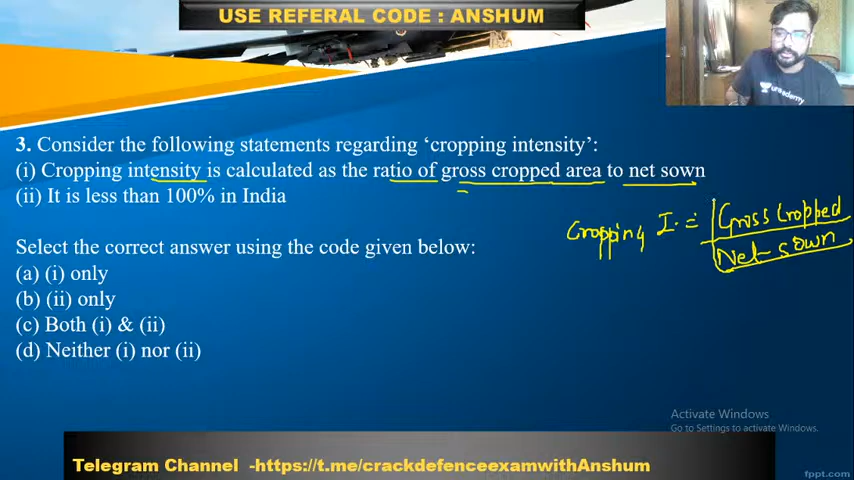 USE REFERAL CODE : ANSHUM
unacademy
3. Consider the following statements regarding ‘cropping intensity’:
(i) Cropping intensity is calculated as the ratio of gross cropped area to net sown
(ii) It is less than 100% in India
Cropping I. = Gross Cropped
Net-sown
Select the correct answer using the code given below:
(a) (i) only
(b) (ii) only
(c) Both (i) & (ii)
(d) Neither (i) nor (ii)
Activate Windows
Go to Settings to activate Windows.
Telegram Channel -https://t.me/crackdefenceexamwithAnshum
fppt.com